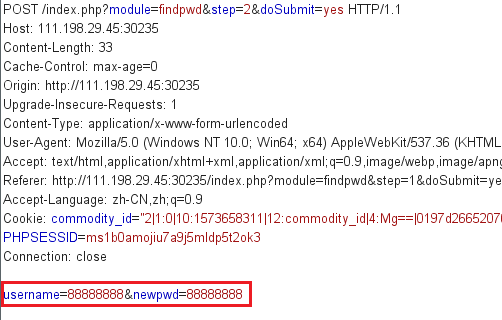 POST /index.php?module=findpwd&step=2&doSubmit=yes HTTP/1.1
Host: 111.198.29.45:30235
Content-Length: 33
Cache-Control: max-age=0
Origin: http://111.198.29.45:30235
Upgrade-Insecure-Requests: 1
Content-Type: application/x-www-form-urlencoded
User-Agent: Mozilla/5.0 (Windows NT 10.0; Win64; x64) AppleWebKit/537.36 (KHTML
Accept: text/html,application/xhtml+xml,application/xml;q=0.9,image/webp,image/apng
Referer: http://111.198.29.45:30235/index.php?module=findpwd&step=1&doSubmit=ye
Accept-Language: zh-CN,zh;q=0.9
Cookie: commodity_id="2|1:0|10:1573658311|12:commodity_id|4:Mg==|0197d2665207
PHPSESSID=ms1b0amojiu7a9j5mldp5t2ok3
Connection: close
username=88888888&newpwd=88888888